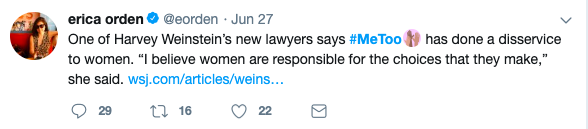 erica orden @eorden · Jun 27
One of Harvey Weinstein's new lawyers says #MeToo has done a disservice
to women. “I believe women are responsible for the choices that they make,”
she said. wsj.com/articles/weins…
29 16 22